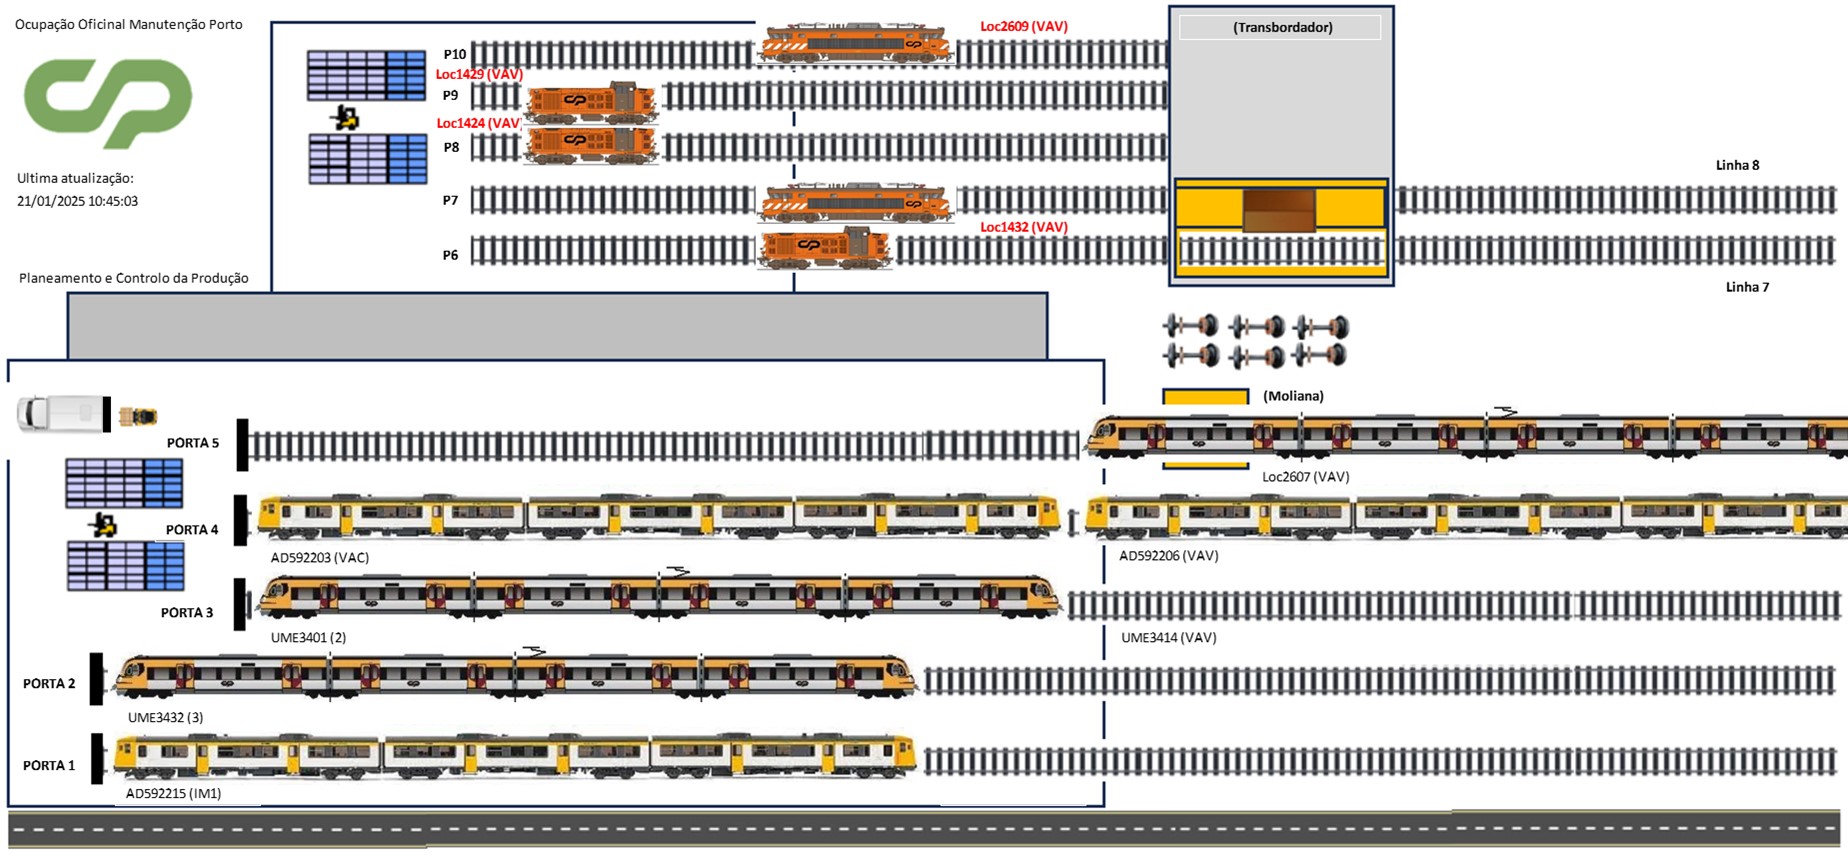 Ocupação Oficinal Manutenção Porto
Loc2609 (VAV)
(Transbordador)
P10
Loc1429 (VAV)
P9
Loc1424 (VAV)
P8
Ultima atualização:
21/01/2025 10:45:03
Linha 8
P7
Loc1432 (VAV)
P6
Planeamento e Controlo da Produção
Linha 7
(Moliana)
PORTA 5
Loc2607 (VAV)
PORTA 4
AD592203 (VAC)
AD592206 (VAV)
PORTA 3
UME3401 (2)
UME3414 (VAV)
PORTA 2
UME3432 (3)
PORTA 1
AD592215 (IM1)